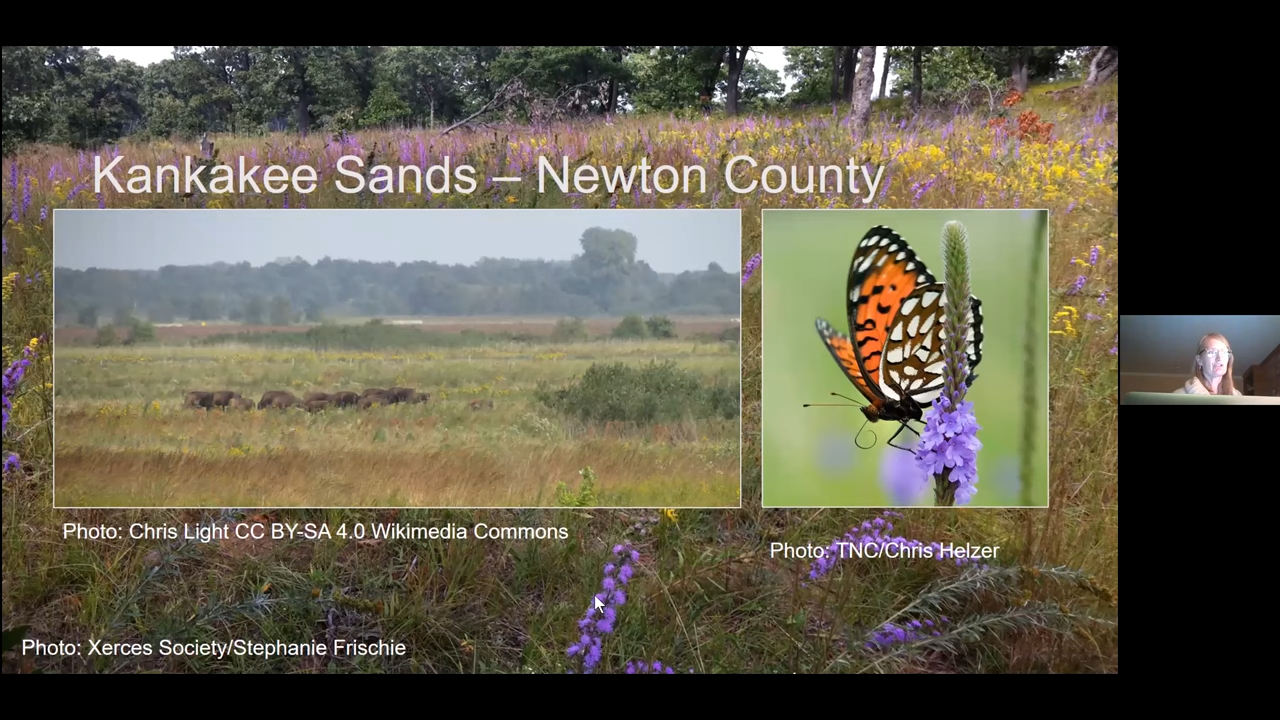 Kankakee Sands – Newton County
Photo: Chris Light CC BY-SA 4.0 Wikimedia Commons
Photo: TNC/Chris Helzer
Photo: Xerces Society/Stephanie Frischie